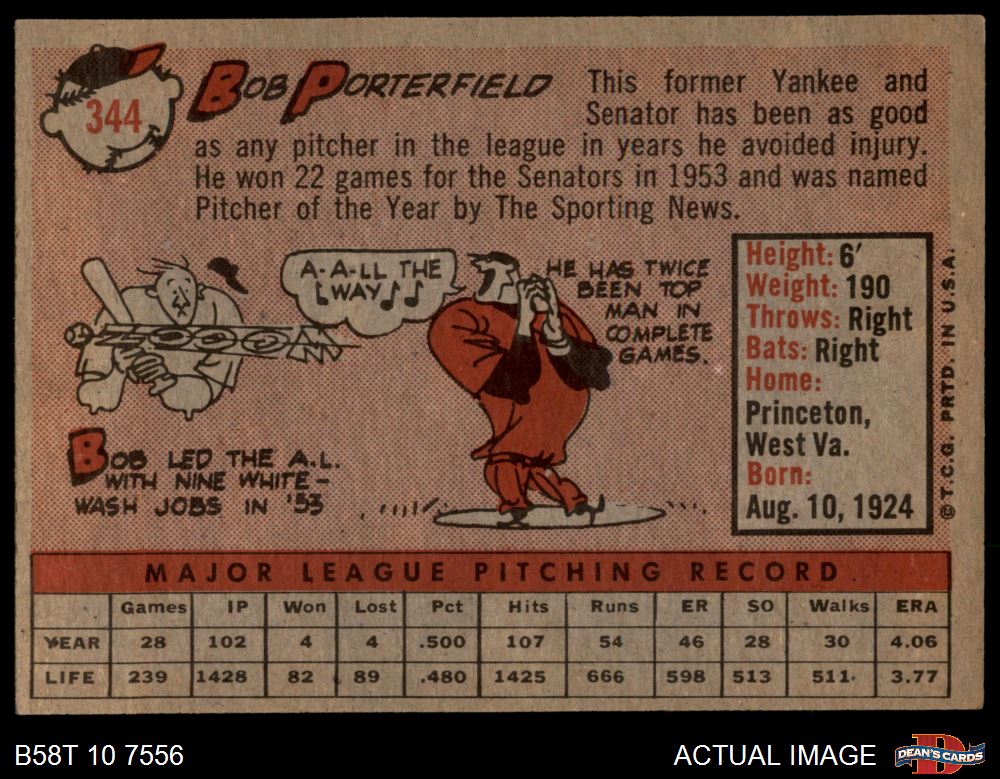 344
BOB PORTERFIELD
This former Yankee and
Senator has been as good
as any pitcher in the league in years he avoided injury.
He won 22 games for the Senators in 1953 and was named
Pitcher of the Year by The Sporting News.
ZOOOM
A-A-LL THE
WAY
HE HAS TWICE
BEEN TOP
MAN IN
COMPLETE
GAMES.
BOB LED THE A.L.
WITH NINE WHITE-
WASH JOBS IN '53
Height: 6'
Weight: 190
Throws: Right
Bats: Right
Home:
Princeton,
West Va.
Born:
Aug. 10, 1924
©T.C.G. PRTD. IN U.S.A.
MAJOR LEAGUE PITCHING RECORD
Games IP Won Lost Pct Hits Runs ER SO Walks ERA
YEAR 28 102 4 4 .500 107 54 46 28 30 4.06
LIFE 239 1428 82 89 .480 1425 666 598 513 511 3.77
B58T 10 7556
ACTUAL IMAGE
DEAN'S CARDS